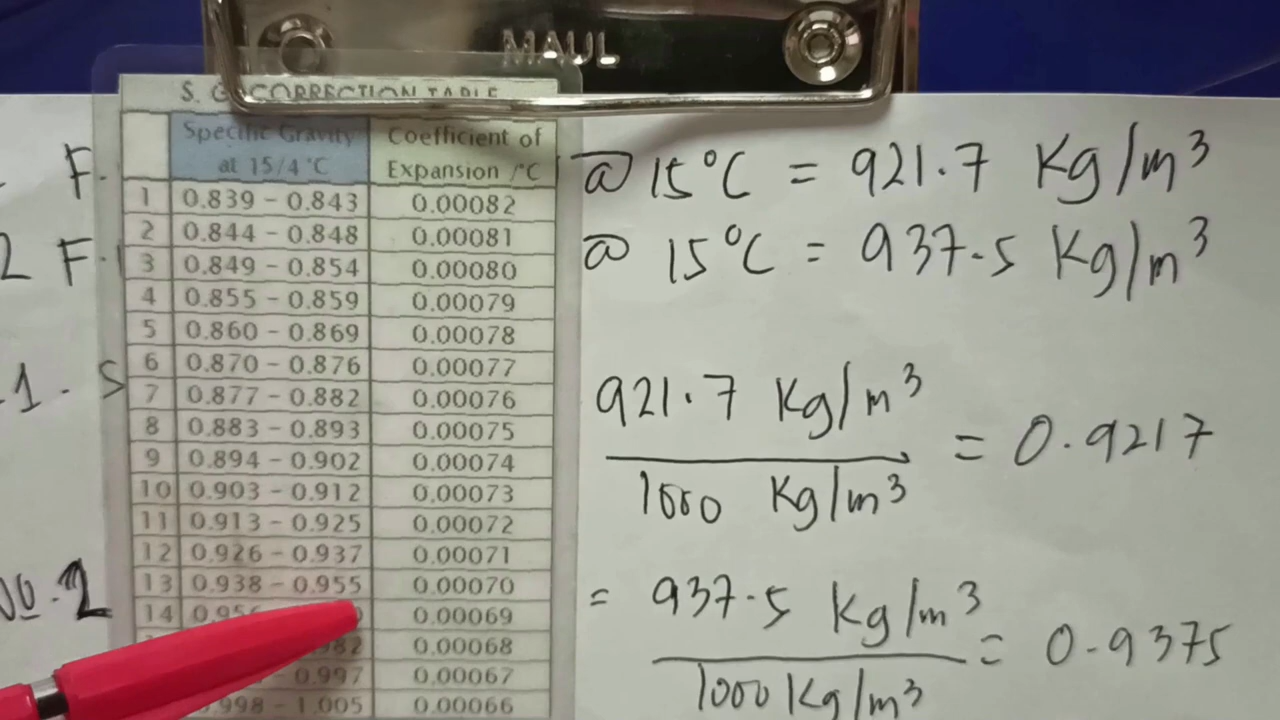 MAUL
S. G. CORRECTION TABLE
Specific Gravity at 15/4°C Coefficient of Expansion /°C
1 0.839 - 0.843 0.00082
2 0.844 - 0.848 0.00081
3 0.849 - 0.854 0.00080
4 0.855 - 0.859 0.00079
5 0.860 - 0.869 0.00078
6 0.870 - 0.876 0.00077
7 0.877 - 0.882 0.00076
8 0.883 - 0.893 0.00075
9 0.894 - 0.902 0.00074
10 0.903 - 0.912 0.00073
11 0.913 - 0.925 0.00072
12 0.926 - 0.937 0.00071
13 0.938 - 0.955 0.00070
14 0.00069
0.00068
0.997 0.00067
998 - 1.005 0.00066
F. @ 15°C = 921.7 Kg/m³
2 F. @ 15°C = 937.5 Kg/m³
1. S
921.7 Kg/m³
= 0.9217
1000 Kg/m³
00.2
= 937.5 Kg/m³
= 0.9375
1000 Kg/m³